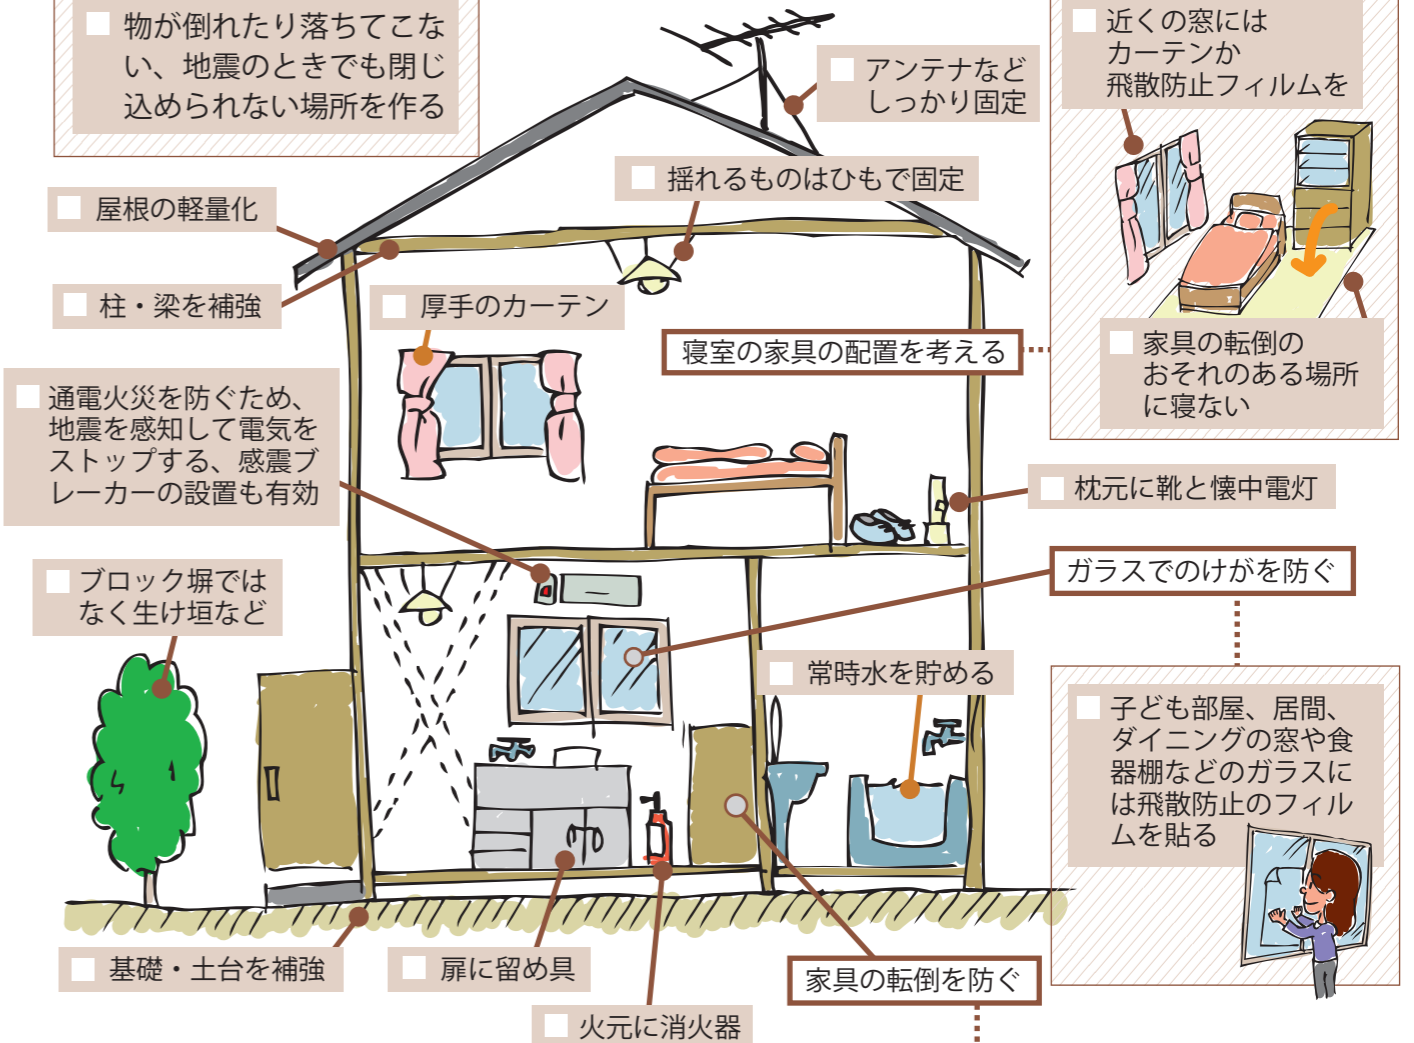 物が倒れたり落ちてこな
い、地震のときでも閉じ
込められない場所を作る
アンテナなど
しっかり固定
近くの窓には
カーテンか
飛散防止フィルムを
揺れるものはひもで固定
屋根の軽量化
柱・梁を補強
厚手のカーテン
寝室の家具の配置を考える
家具の転倒の
おそれのある場所
に寝ない
通電火災を防ぐため、
地震を感知して電気を
ストップする、感震ブ
レーカーの設置も有効
枕元に靴と懐中電灯
ブロック塀では
なく生け垣など
ガラスでのけがを防ぐ
常時水を貯める
子ども部屋、居間、
ダイニングの窓や食
器棚などのガラスに
は飛散防止のフィル
ムを貼る
基礎・土台を補強
扉に留め具
家具の転倒を防ぐ
火元に消火器